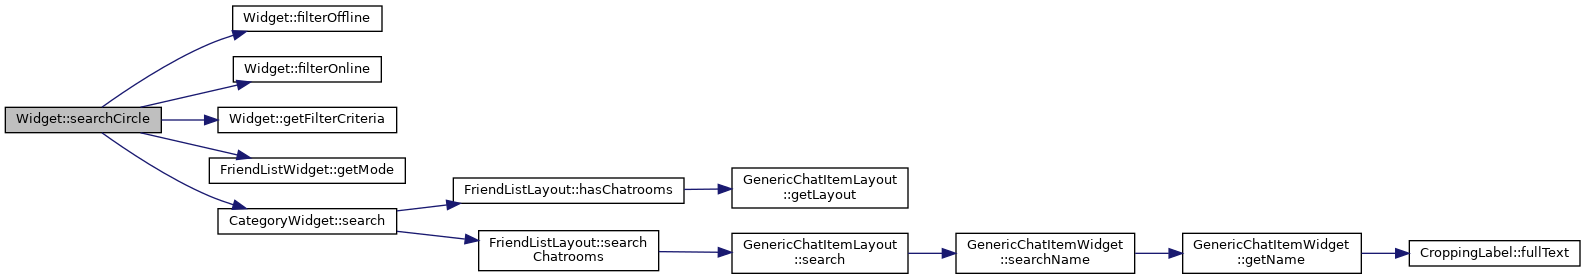 Widget::filterOffline
Widget::filterOnline
Widget::searchCircle
Widget::getFilterCriteria
FriendListWidget::getMode
CategoryWidget::search
FriendListLayout::hasChatrooms
GenericChatItemLayout
::getLayout
FriendListLayout::search
Chatrooms
GenericChatItemLayout
::search
GenericChatItemWidget
::searchName
GenericChatItemWidget
::getName
CroppingLabel::fullText